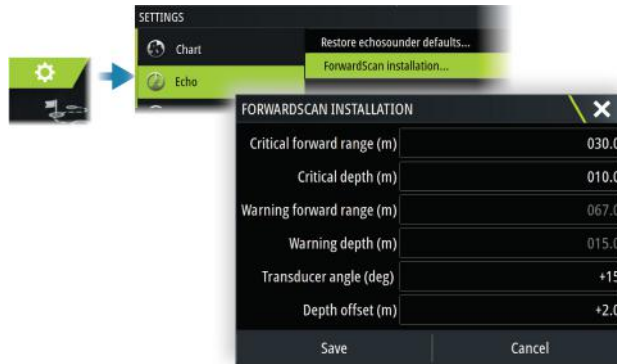 SETTINGS
Chart
Restore echosounder defaults...
Echo
ForwardScan installation...
FORWARDSCAN INSTALLATION
Critical forward range (m) 030.0
Critical depth (m) 010.0
Warning forward range (m) 067.0
Warning depth (m) 015.0
Transducer angle (deg) +15
Depth offset (m) +2.0
Save Cancel